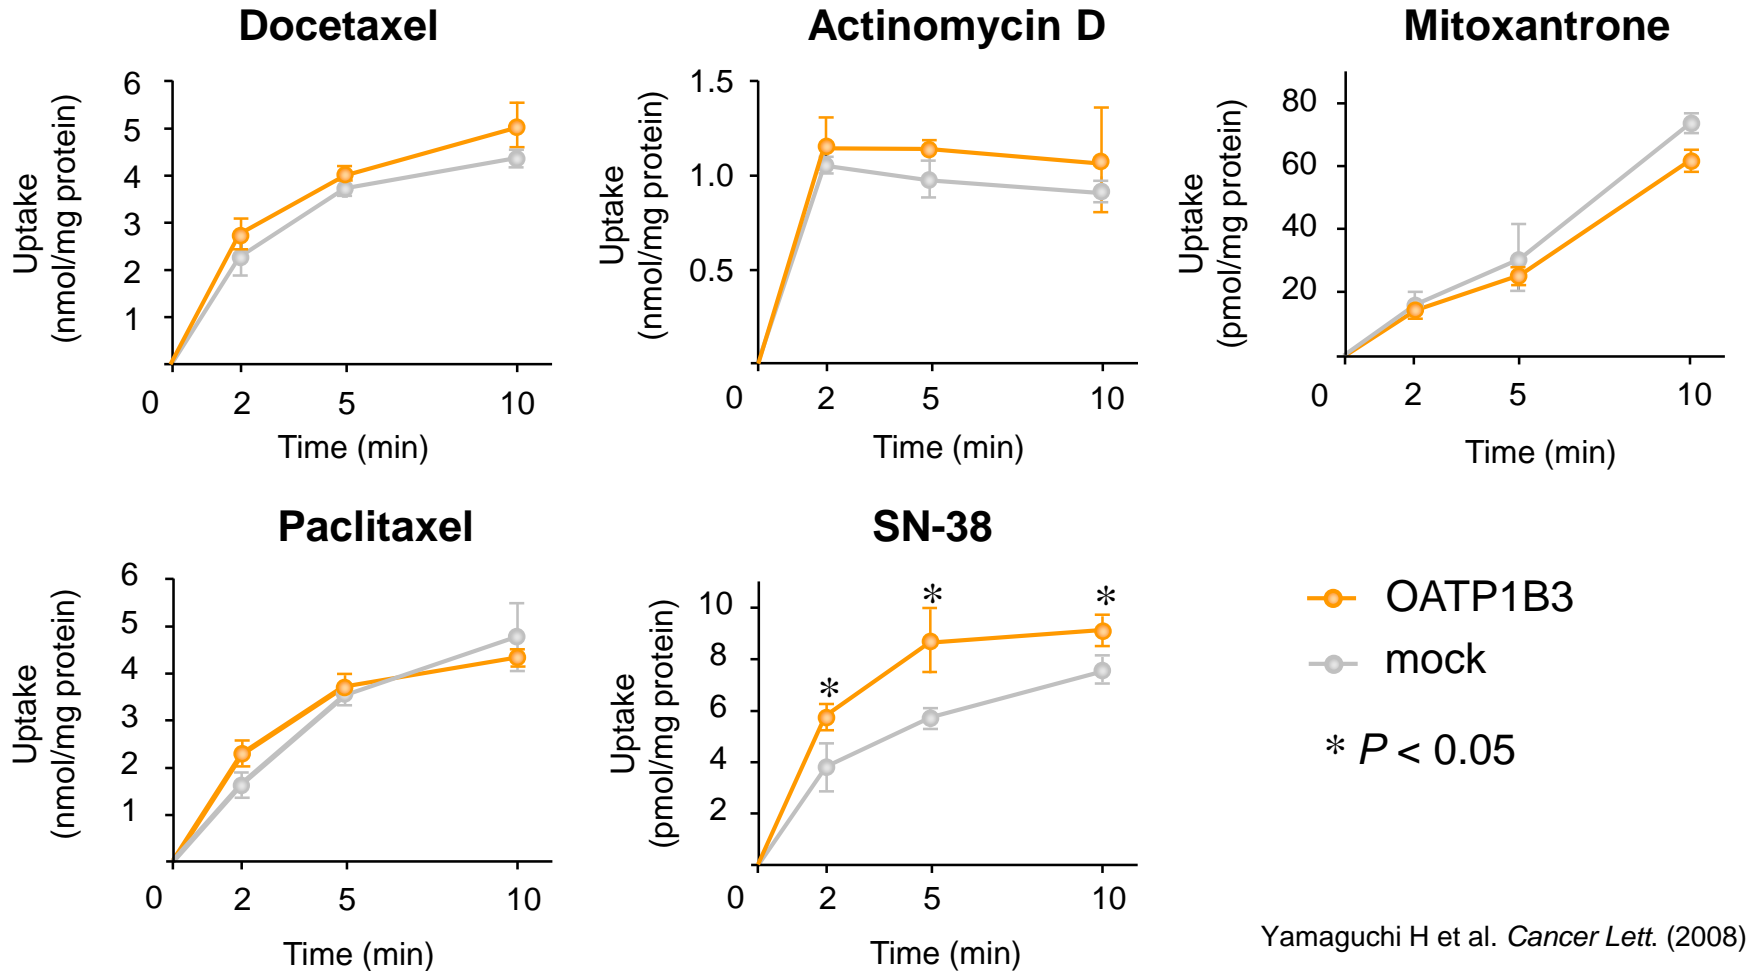 Docetaxel
Uptake
(nmol/mg protein)
6
5
4
3
2
1
0
2
5
10
Time (min)
Actinomycin D
Uptake
(nmol/mg protein)
1.5
1.0
0.5
0
2
5
10
Time (min)
Mitoxantrone
Uptake
(pmol/mg protein)
80
60
40
20
0
2
5
10
Time (min)
Paclitaxel
Uptake
(nmol/mg protein)
6
5
4
3
2
1
0
2
5
10
Time (min)
SN-38
Uptake
(pmol/mg protein)
10
8
6
4
2
*
*
*
0
2
5
10
Time (min)
OATP1B3
mock
* P < 0.05
Yamaguchi H et al. Cancer Lett. (2008)